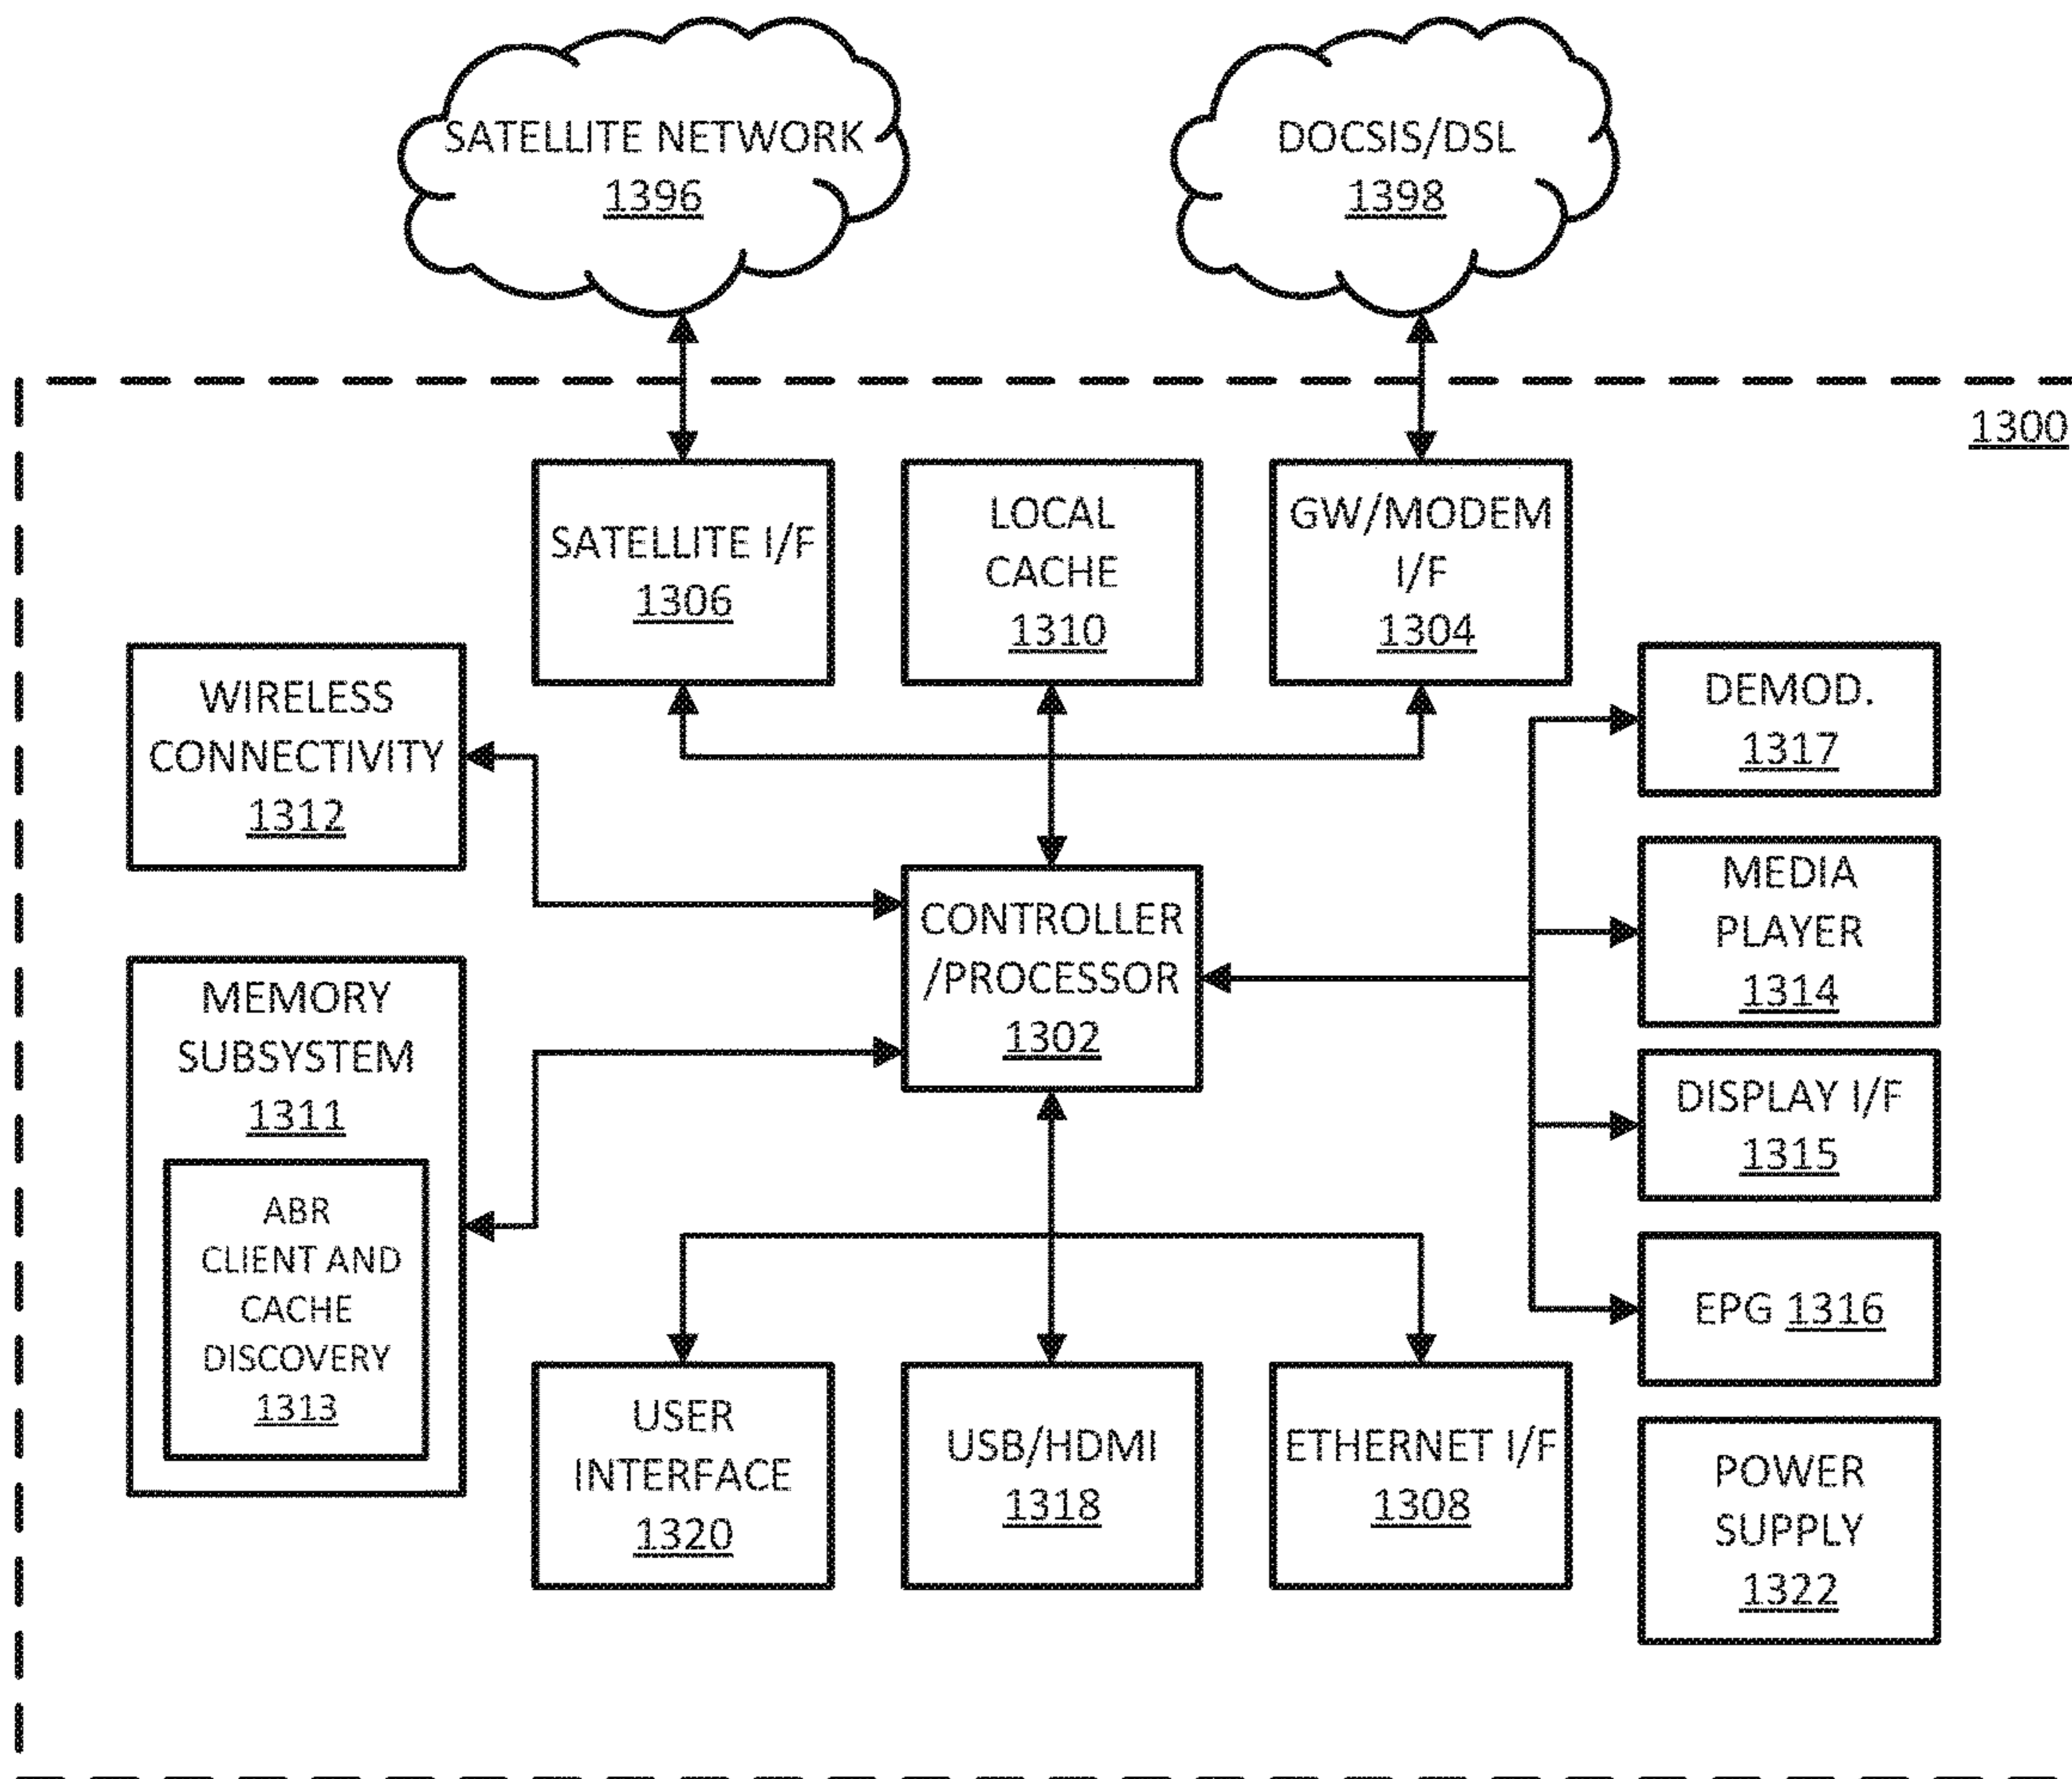 SATELLITE NETWORK
1396
DOCSIS/DSL
1398
1300
SATELLITE I/F
1306
LOCAL
CACHE
1310
GW/MODEM
I/F
1304
WIRELESS
CONNECTIVITY
1312
DEMOD.
1317
MEDIA
PLAYER
1314
CONTROLLER
/PROCESSOR
1302
MEMORY
SUBSYSTEM
1311
ABR
CLIENT AND
CACHE
DISCOVERY
1313
DISPLAY I/F
1315
EPG 1316
USER
INTERFACE
1320
USB/HDMI
1318
ETHERNET I/F
1308
POWER
SUPPLY
1322